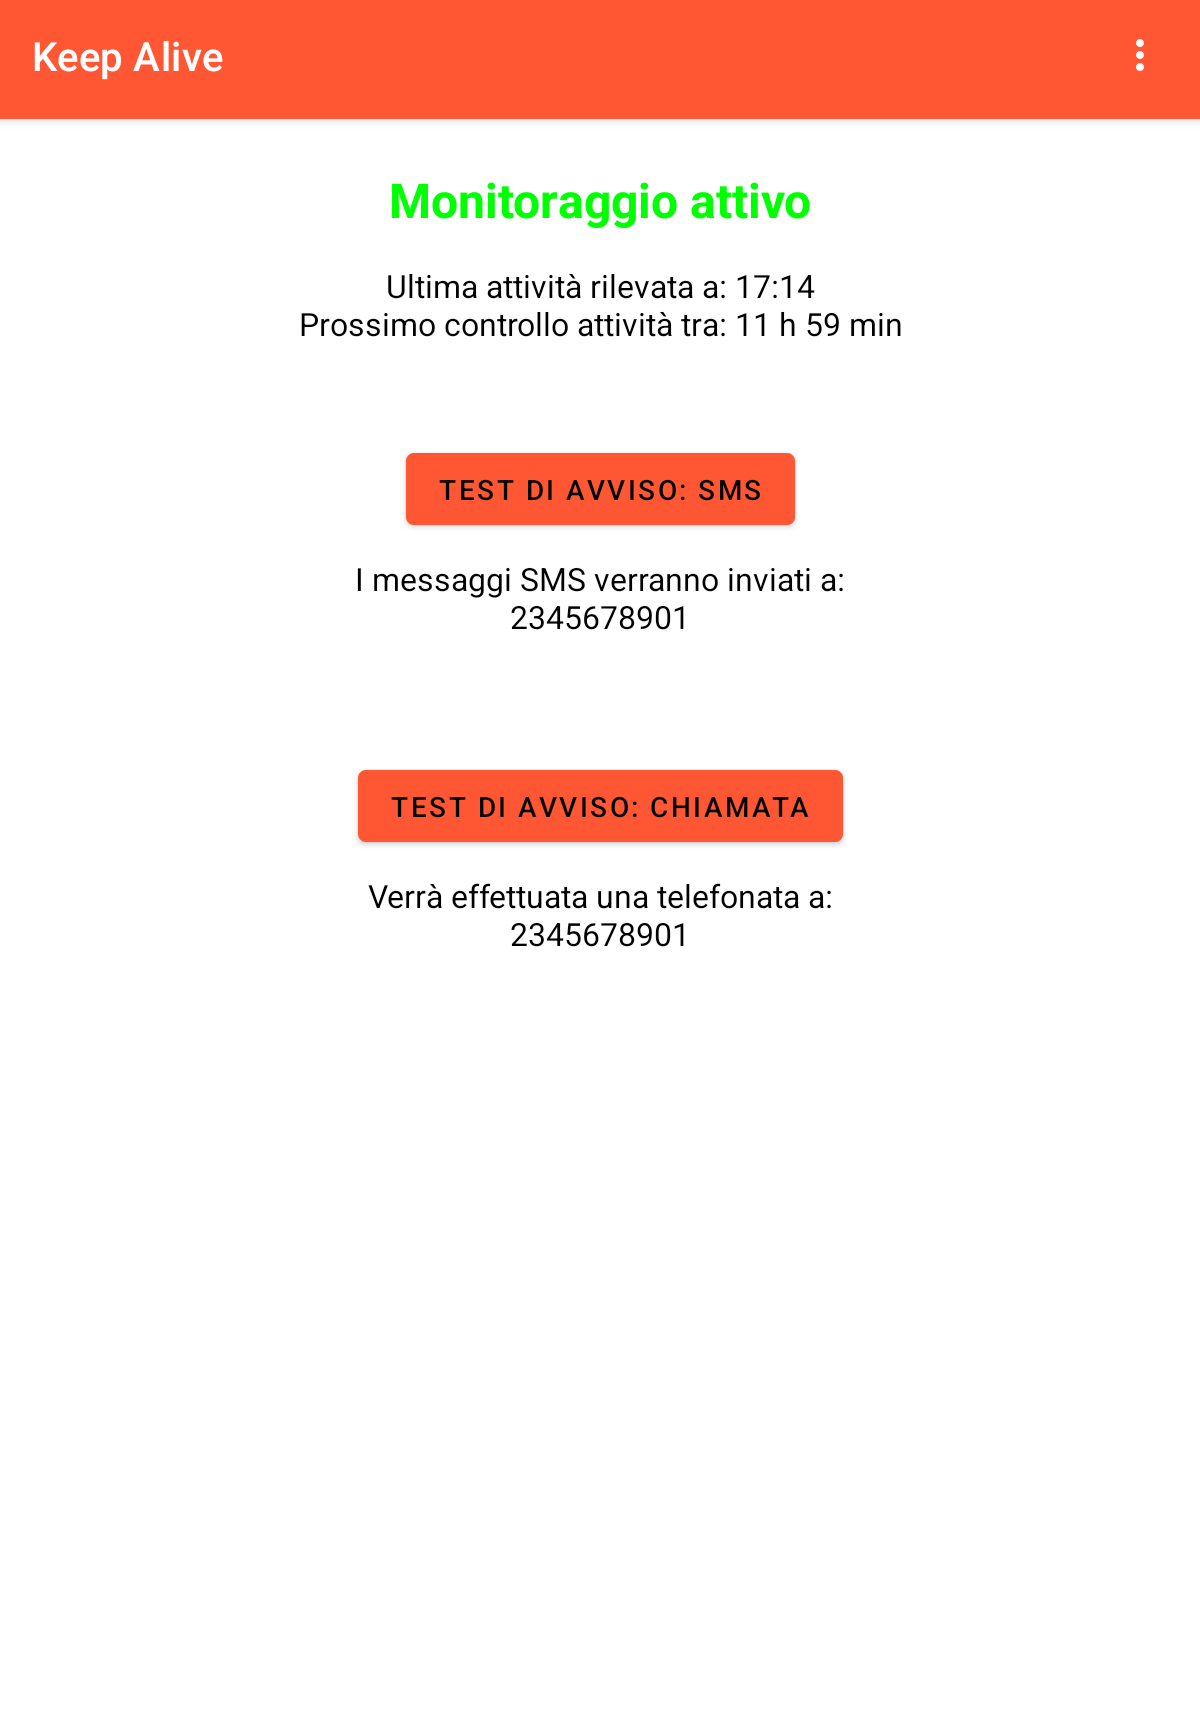 Keep Alive
Monitoraggio attivo
Ultima attività rilevata a: 17:14
Prossimo controllo attività tra: 11 h 59 min
TEST DI AVVISO: SMS
I messaggi SMS verranno inviati a:
2345678901
TEST DI AVVISO: CHIAMATA
Verrà effettuata una telefonata a:
2345678901